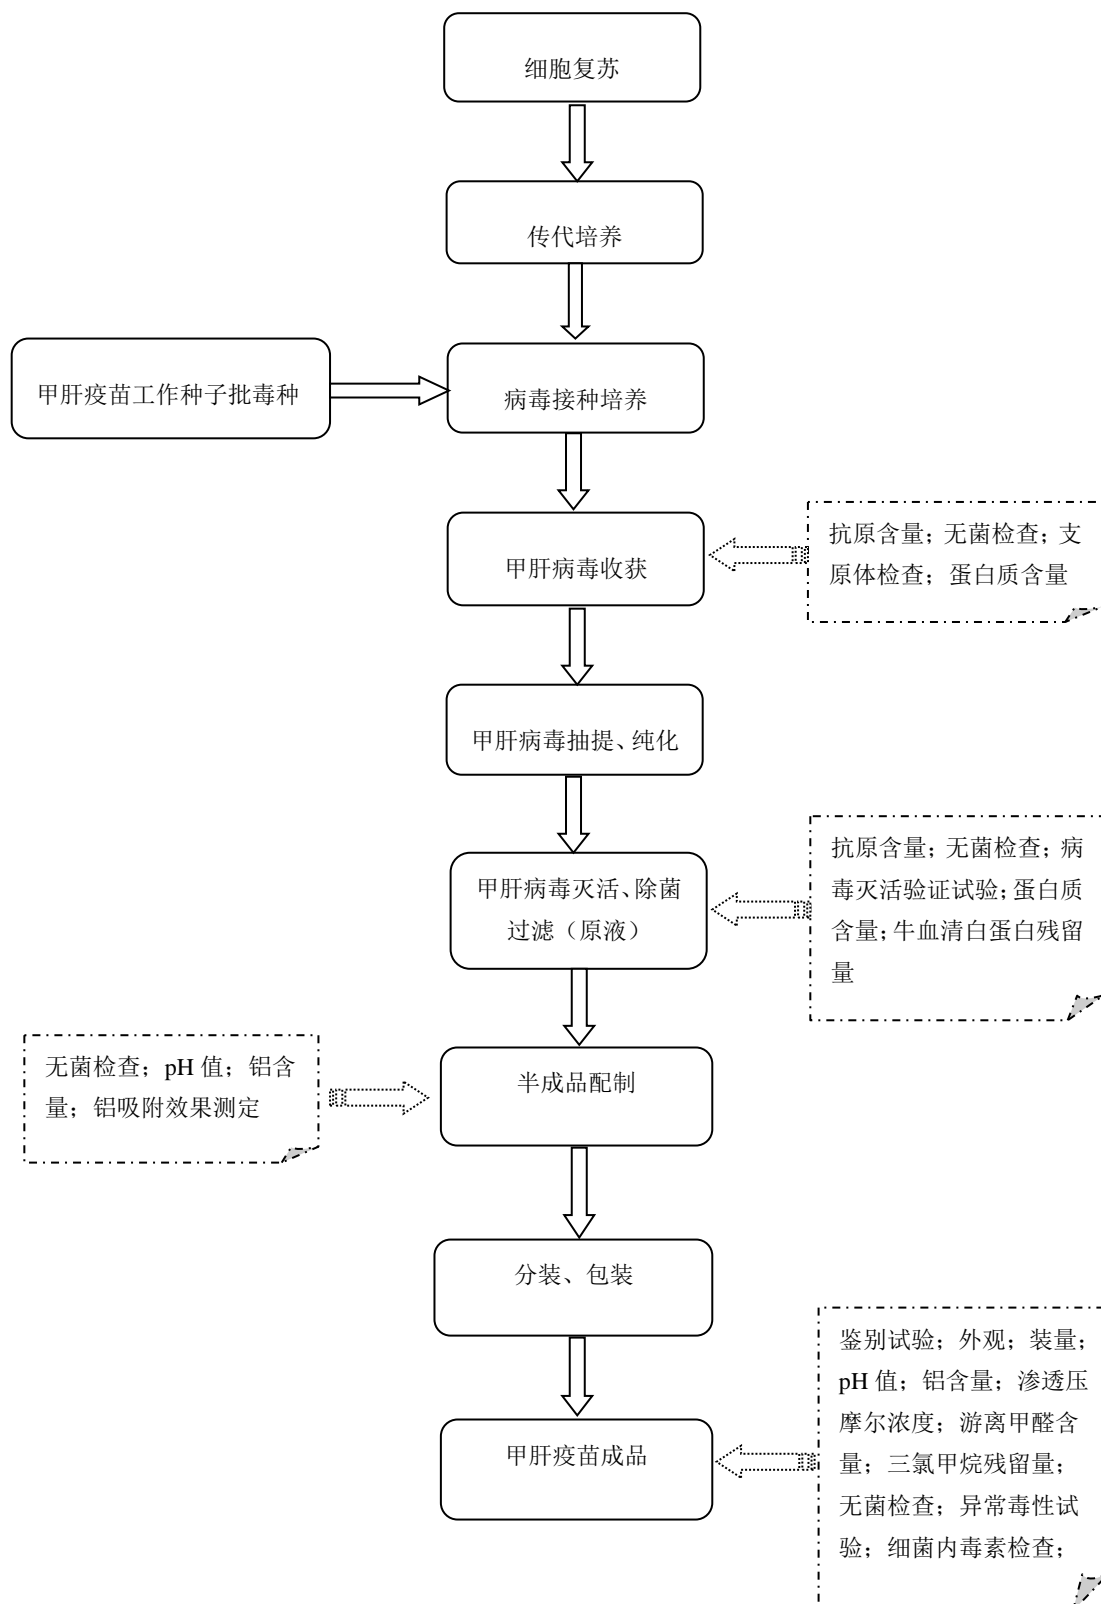 细胞复苏
传代培养
甲肝疫苗工作种子批毒种
病毒接种培养
甲肝病毒收获
抗原含量；无菌检查；支
原体检查；蛋白质含量
甲肝病毒抽提、纯化
甲肝病毒灭活、除菌
过滤（原液）
抗原含量；无菌检查；病
毒灭活验证试验；蛋白质
含量；牛血清白蛋白残留
量
无菌检查；pH 值；铝含
量；铝吸附效果测定
半成品配制
分装、包装
甲肝疫苗成品
鉴别试验；外观；装量；
pH 值；铝含量；渗透压
摩尔浓度；游离甲醛含
量；三氯甲烷残留量；
无菌检查；异常毒性试
验；细菌内毒素检查；